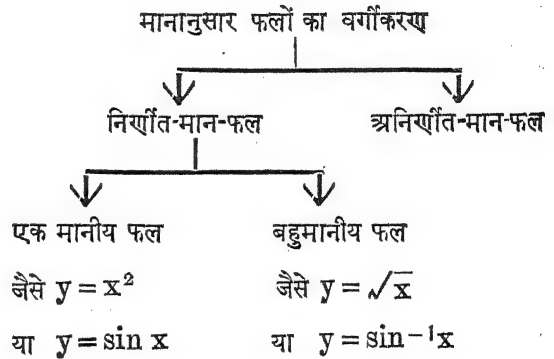 मानानुसार फलों का वर्गीकरण
निर्णीत-मान-फल अनिर्णीत-मान-फल
एक मानीय फल बहुमानीय फल
जैसे y = x² जैसे y = √x
या y = sin x या y = sin⁻¹x